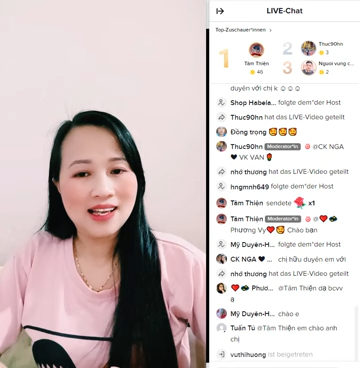 LIVE-Chat
Top-Zuschauer*innen >
1
Tâm Thiện
45
2
Thuc90hn
3
3
Người vung c...
2
duyên với chị k ☺☺☺
Shop Habela... folgte dem*der Host
Thuc90hn hat das LIVE-Video geteilt
Đồng trọng 🥰🥰🥰
Thuc90hn Moderator*in @CK NGA
♥ VK VAN 🌹
nhớ thương hat das LIVE-Video geteilt
hngmnh649 folgte dem*der Host
Tâm Thiện sendete x1
Tâm Thiện Moderator*in @❤
Phương Vy❤🥰 Chào bạn
Mỹ Duyên-H... folgte dem*der Host
CK NGA ♥ ... chị hữu duyên em với
nhớ thương hat das LIVE-Video geteilt
Phươ... @Tâm Thiện dạ bcvv
ạ
Mỹ Duyên-H... chào e
Tuấn Tú @Tâm Thiện em chào anh
chị
vuthihuong ist beigetreten